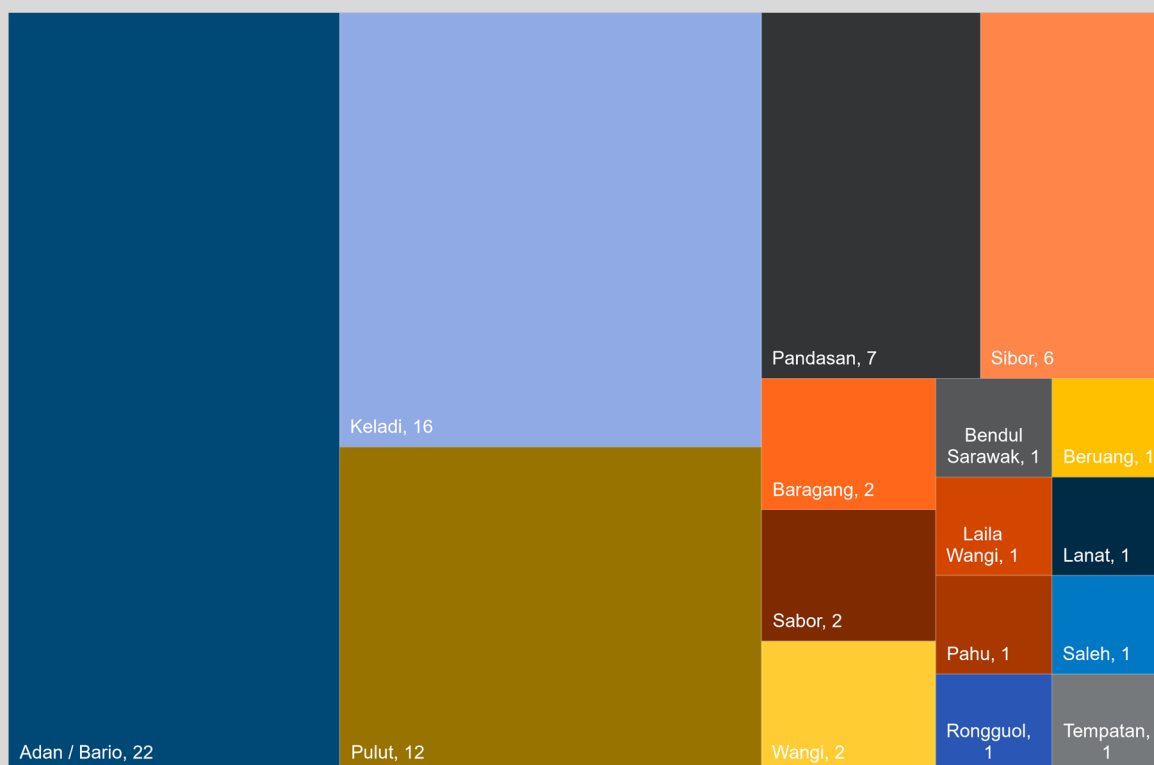 Adan / Bario, 22
Keladi, 16
Pulut, 12
Pandasan, 7
Sibor, 6
Baragang, 2
Sabor, 2
Wangi, 2
Bendul
Sarawak, 1
Beruang, 1
Laila
Wangi, 1
Lanat, 1
Pahu, 1
Saleh, 1
Rongguol,
1
Tempatan,
1